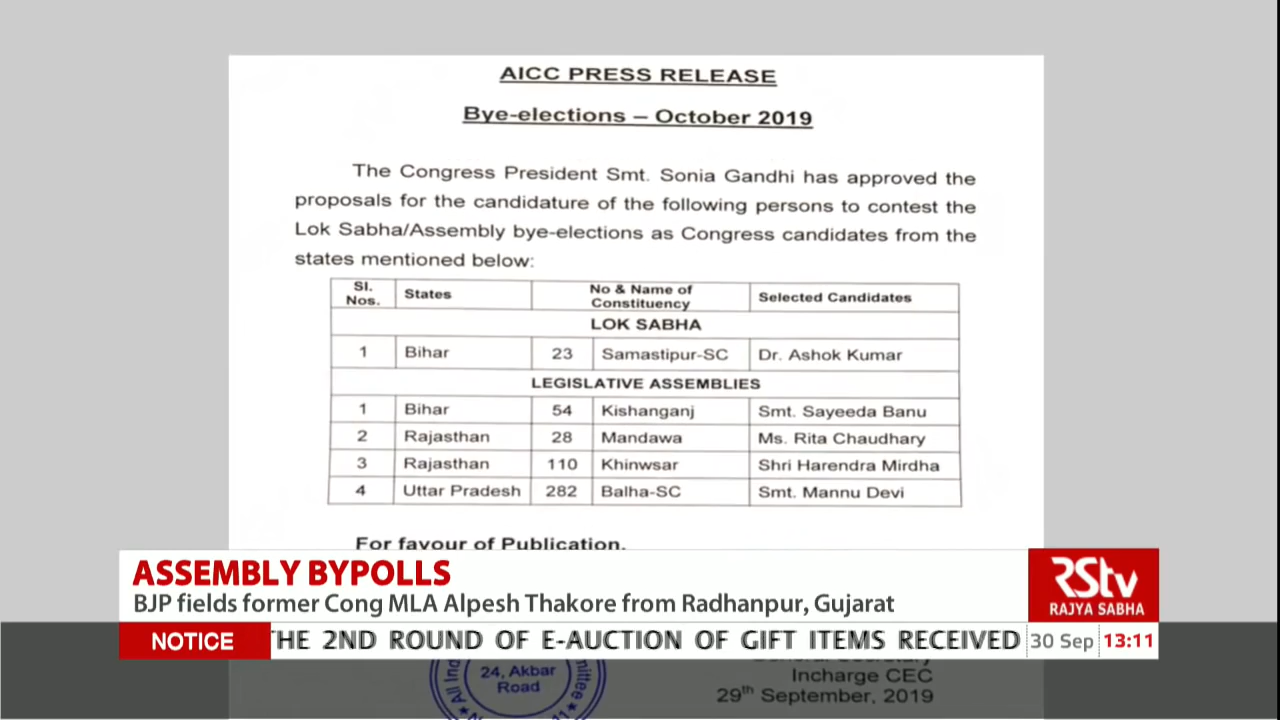 AICC PRESS RELEASE
Bye-elections – October 2019
The Congress President Smt. Sonia Gandhi has approved the
proposals for the candidature of the following persons to contest the
Lok Sabha/Assembly bye-elections as Congress candidates from the
states mentioned below:
Sl. Nos. States No & Name of Constituency Selected Candidates
LOK SABHA
1 Bihar 23 Samastipur-SC Dr. Ashok Kumar
LEGISLATIVE ASSEMBLIES
1 Bihar 54 Kishanganj Smt. Sayeeda Banu
2 Rajasthan 28 Mandawa Ms. Rita Chaudhary
3 Rajasthan 110 Khinwsar Shri Harendra Mirdha
4 Uttar Pradesh 282 Balha-SC Smt. Mannu Devi
For favour of Publication.
ASSEMBLY BYPOLLS
BJP fields former Cong MLA Alpesh Thakore from Radhanpur, Gujarat
RStv
RAJYA SABHA
NOTICE THE 2ND ROUND OF E-AUCTION OF GIFT ITEMS RECEIVED 30 Sep 13:11
24, Akbar
Road
Incharge CEC
29th September, 2019